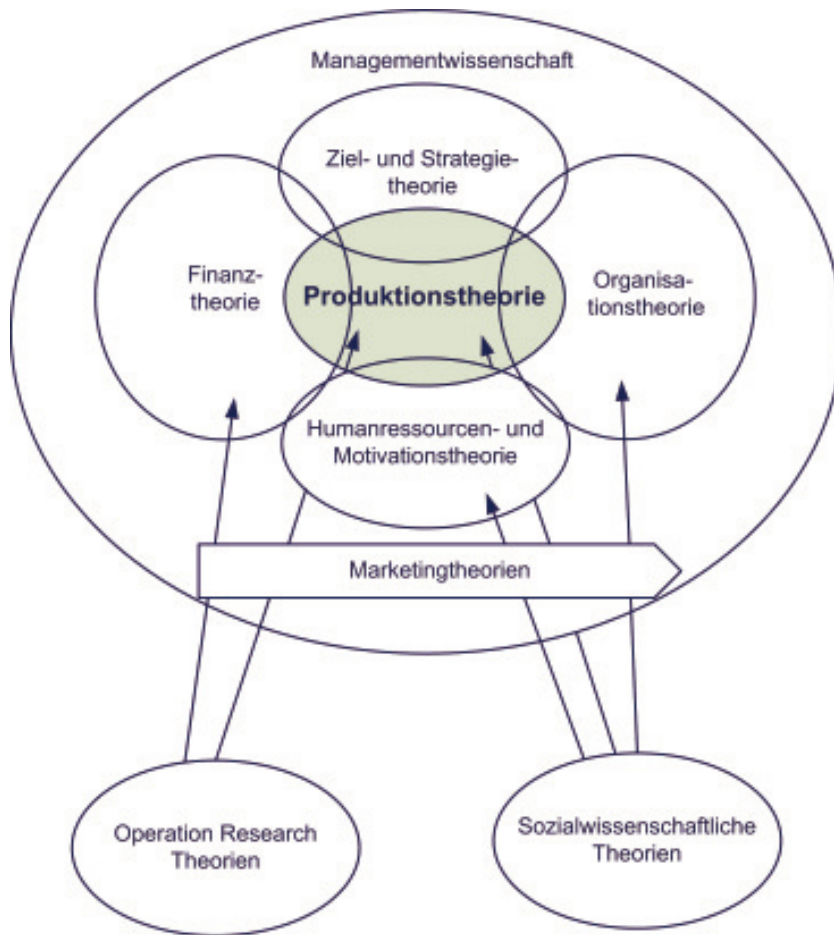 Managementwissenschaft
Ziel- und Strategie-
theorie
Finanz-
theorie
Produktionstheorie
Organisa-
tionstheorie
Humanressourcen- und
Motivationstheorie
Marketingtheorien
Operation Research
Theorien
Sozialwissenschaftliche
Theorien